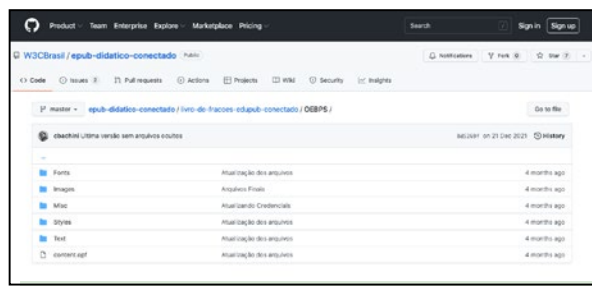 Product Team Enterprise Explore Marketplace Pricing Search Sign in Sign up
W3CBrasil / epub-didatico-conectado Public Notifications Fork 0 Star 7
Code Issues 2 Pull requests Actions Projects Wiki Security Insights
master epub-didatico-conectado / livro-de-fracoes-edupub-conectado / OEBPS / Go to file
cbachini Ultima versão sem arquivos ocultos on 21 Dec 2021 History
..
Fonts Atualização dos arquivos 4 months ago
Images Arquivos Finais 4 months ago
Misc Atualizando Credenciais 4 months ago
Styles Atualização dos arquivos 4 months ago
Text Atualização dos arquivos 4 months ago
content.opf Atualização dos arquivos 4 months ago